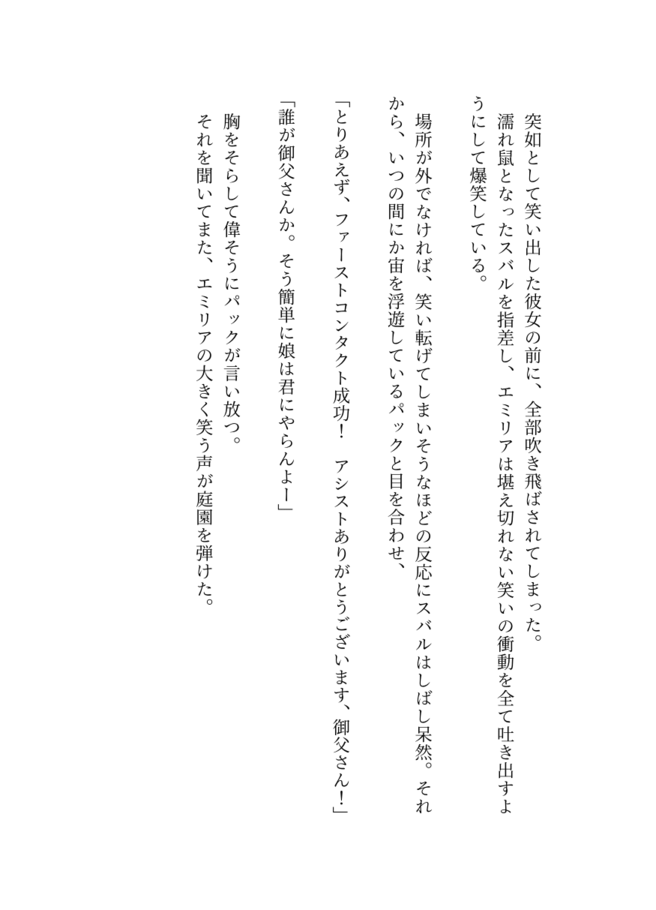 突如として笑い出した彼女の前に、全部吹き飛ばされてしまった。
濡れ鼠となったスバルを指差し、エミリアは堪え切れない笑いの衝動を全て吐き出すよ
うにして爆笑している。
場所が外でなければ、笑い転げてしまいそうなほどの反応にスバルはしばし呆然。それ
から、いつの間にか宙を浮遊しているパックと目を合わせ、
「とりあえず、ファーストコンタクト成功！　アシストありがとうございます、御父さん！」
「誰が御父さんか。そう簡単に娘は君にやらんよー」
胸をそらして偉そうにパックが言い放つ。
それを聞いてまた、エミリアの大きく笑う声が庭園を弾けた。